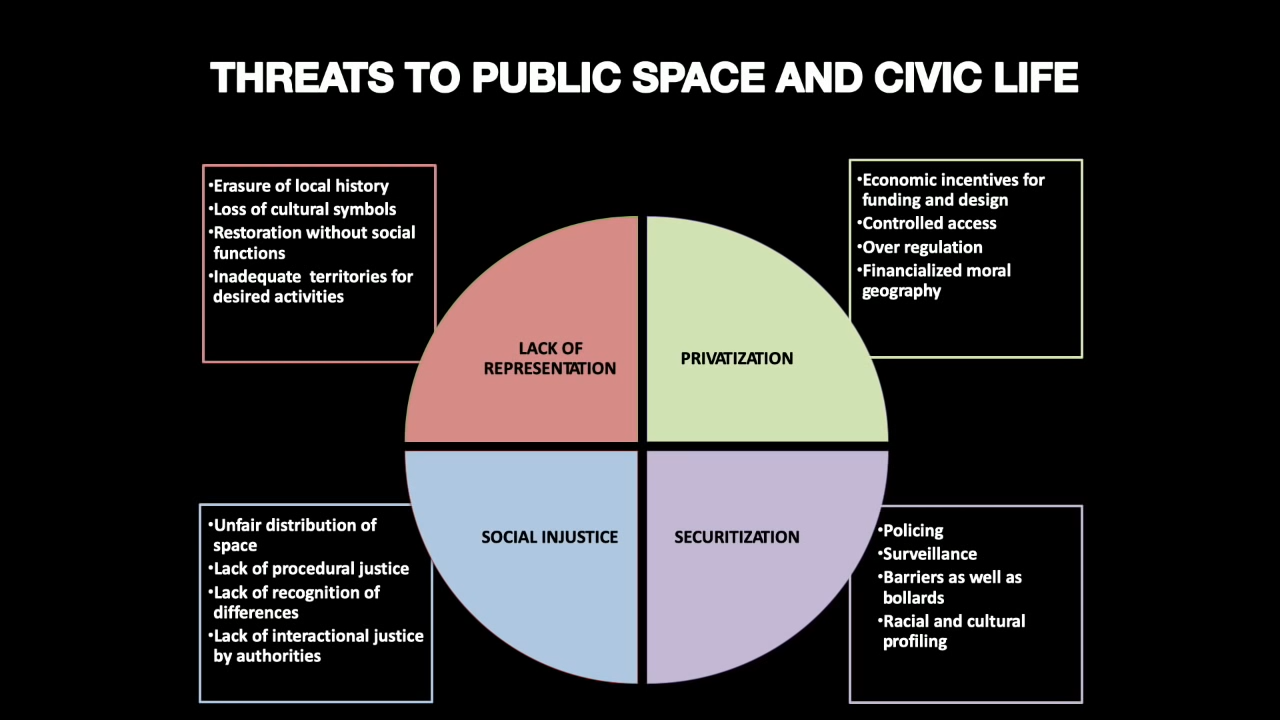 THREATS TO PUBLIC SPACE AND CIVIC LIFE
•Erasure of local history
•Loss of cultural symbols
•Restoration without social
functions
•Inadequate  territories for
desired activities
•Economic incentives for
funding and design
•Controlled access
•Over regulation
•Financialized moral
geography
LACK OF
REPRESENTATION
PRIVATIZATION
SOCIAL INJUSTICE
SECURITIZATION
•Unfair distribution of
space
•Lack of procedural justice
•Lack of recognition of
differences
•Lack of interactional justice
by authorities
•Policing
•Surveillance
•Barriers as well as
bollards
•Racial and cultural
profiling